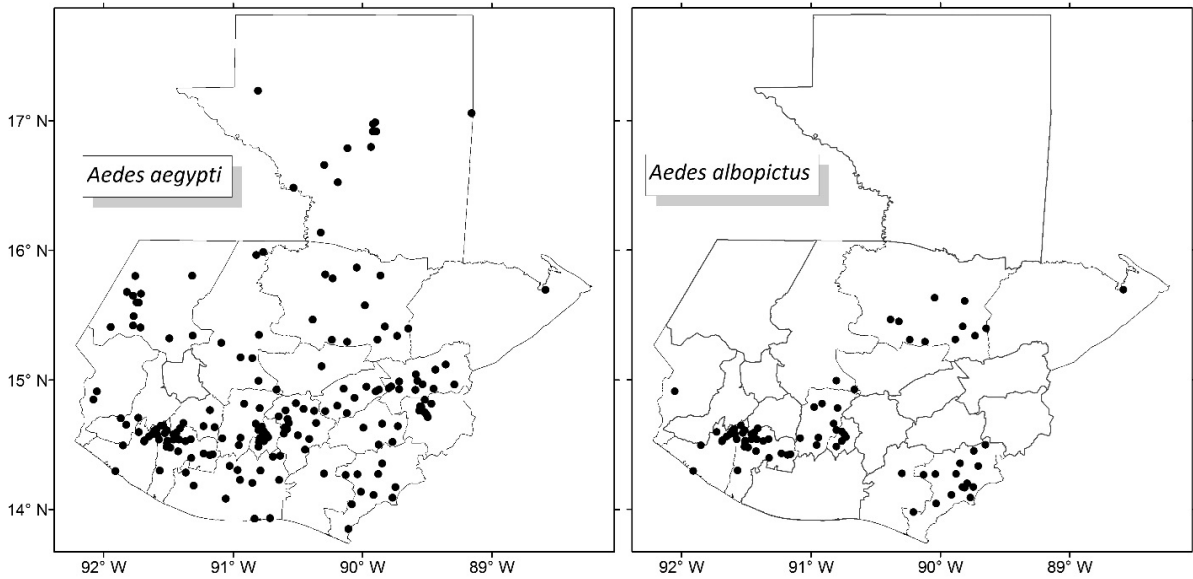 17° N
Aedes aegypti
Aedes albopictus
16° N
15° N
14° N
92° W 91° W 90° W 89° W
92° W 91° W 90° W 89° W